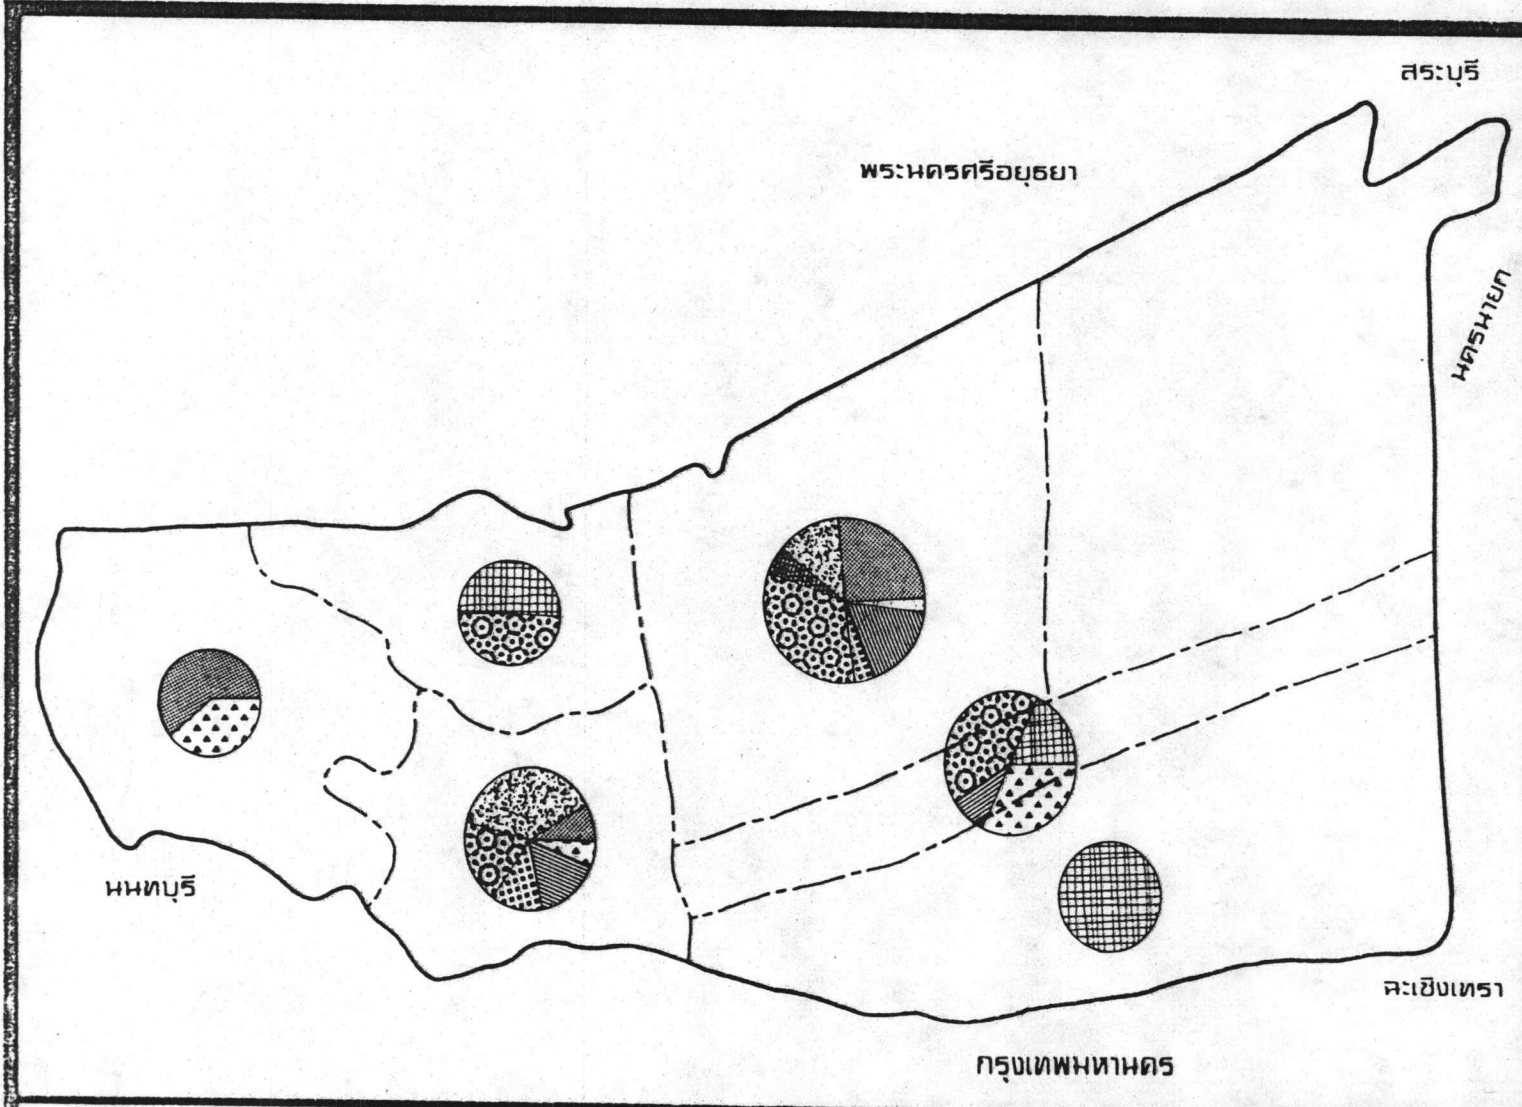 สระบุรี
พระนครศรีอยุธยา
นครนายก
นนทบุรี
ฉะเชิงเทรา
กรุงเทพมหานคร